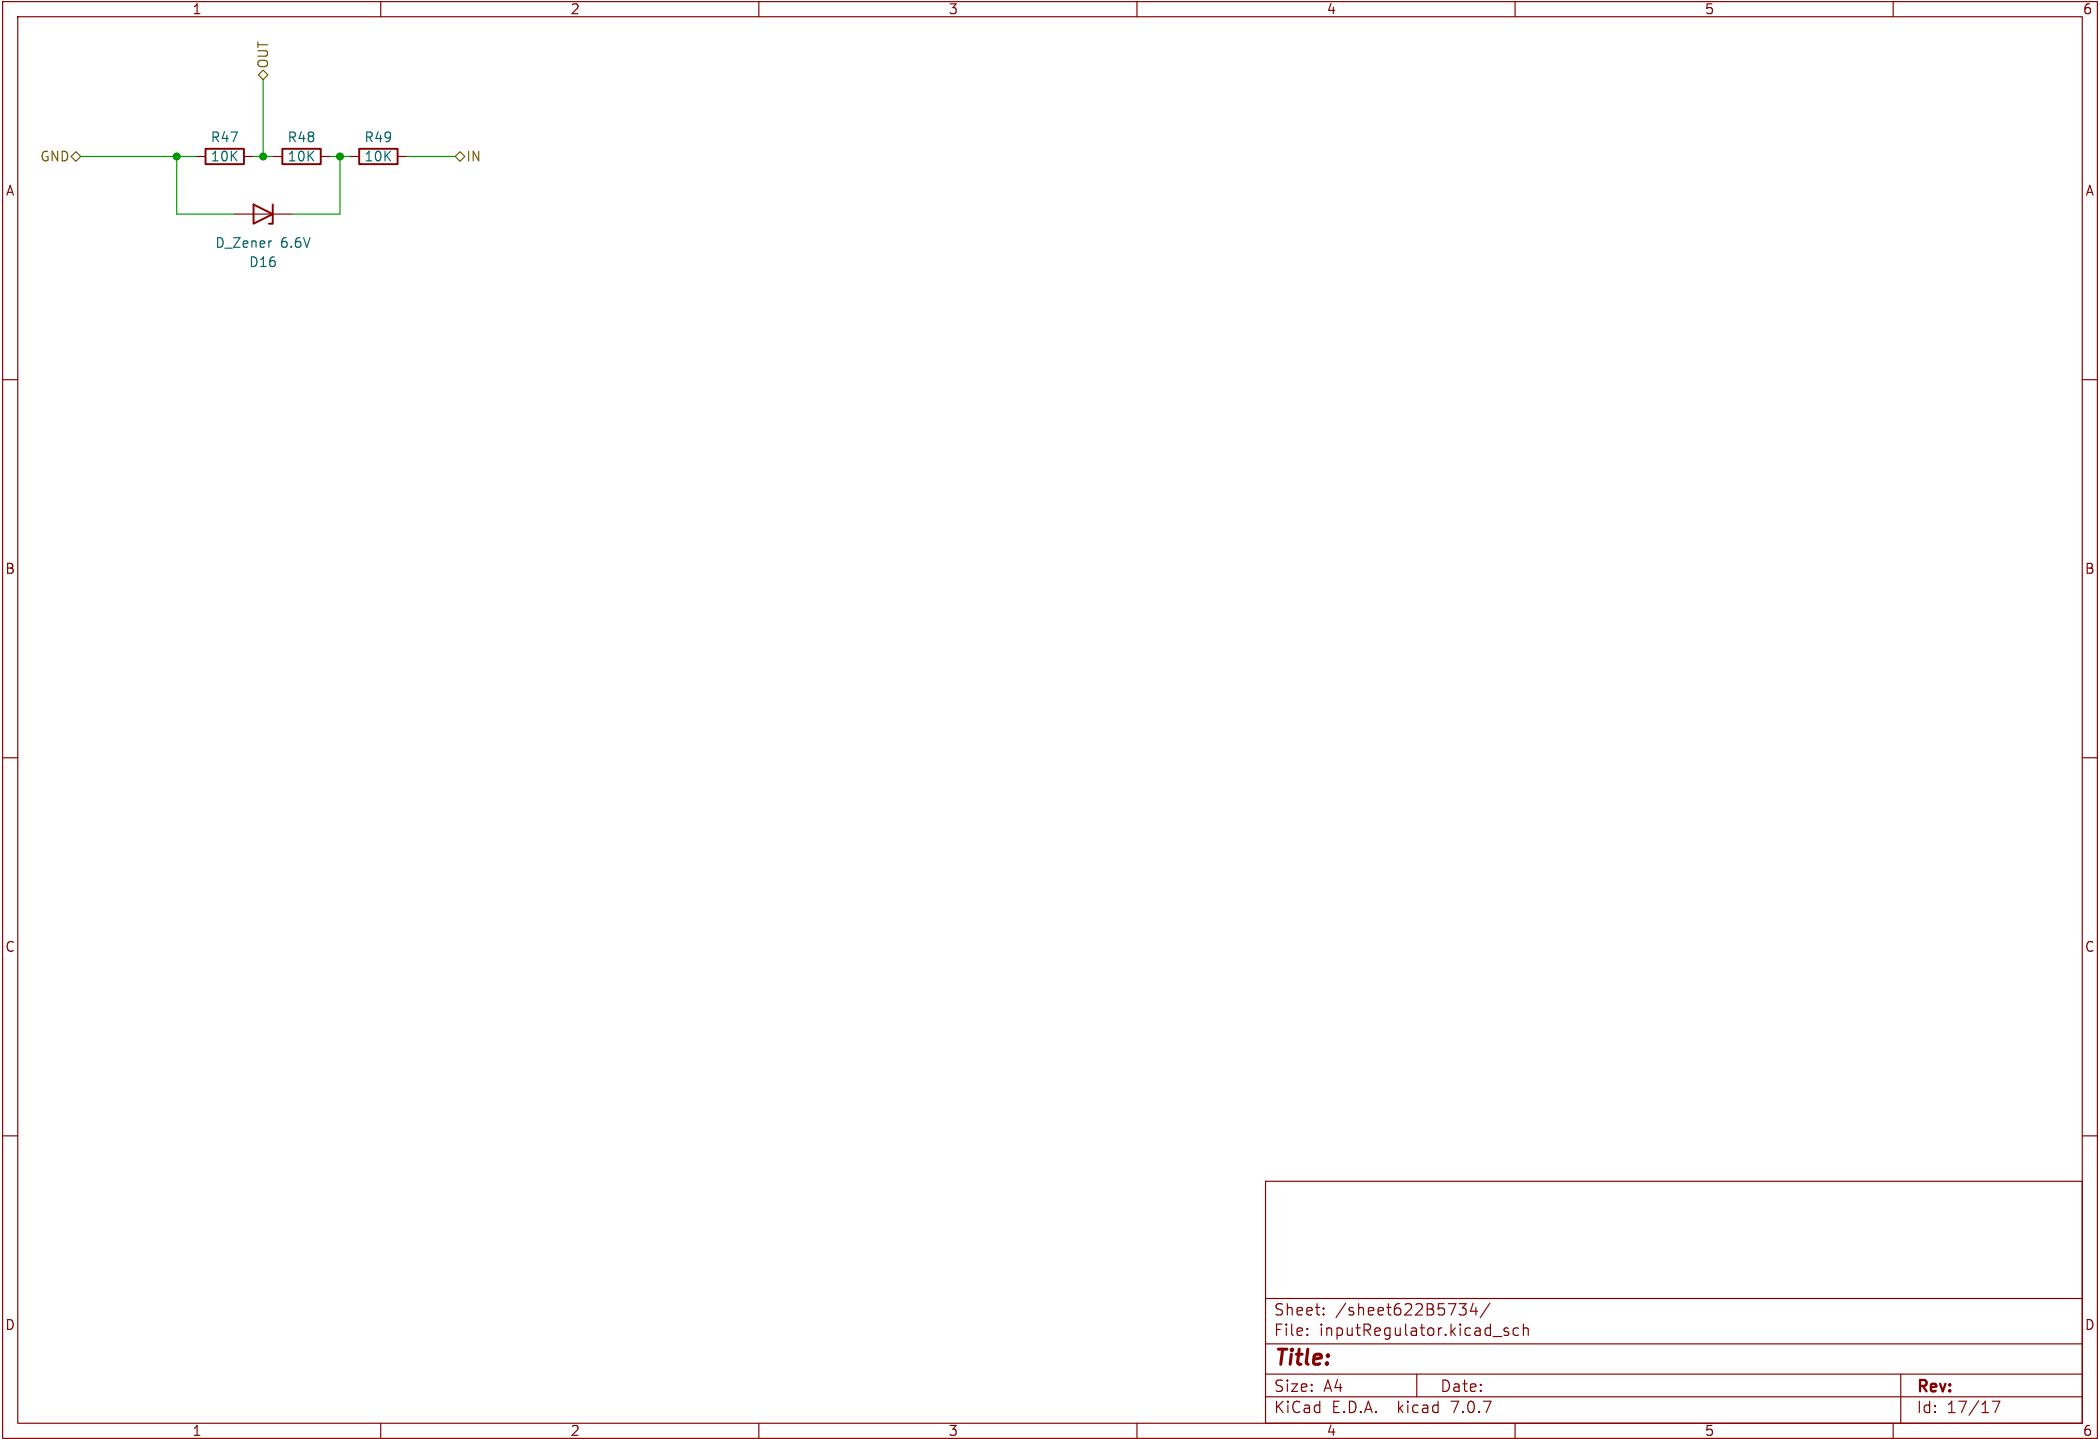 1 2 3 4 5 6
OUT
R47 R48 R49
GND 10K 10K 10K IN
A A
D_Zener 6.6V
D16
B B
C C
Sheet: /sheet622B5734/
D D
File: inputRegulator.kicad_sch
Title:
Size: A4 Date: Rev:
KiCad E.D.A. kicad 7.0.7 Id: 17/17
1 2 3 4 5 6